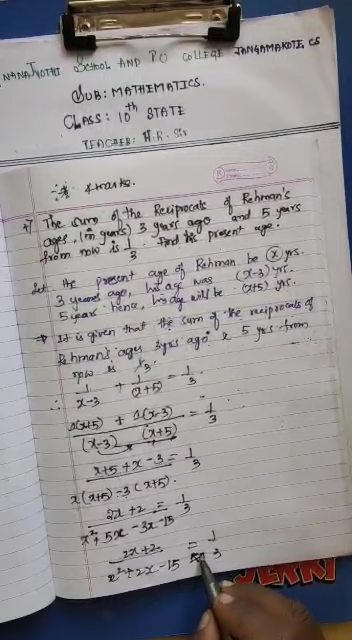 NANAJYOTHI SCHOOL AND PU COLLEGE JANGAMAKOTE, CS
SUB: MATHEMATICS.
CLASS: 10th STATE
TEACHER: H.R. Sir
4 marks.
The sum of the Reciprocals of Rehman's
ages, (in years) 3 years ago and 5 years
from now is 1/3. Find his present age.
Let the present age of Rehman be (x) yrs.
3 years ago, his age was (x-3) yrs.
5 years hence, his age will be (x+5) yrs.
⇒ It is given that the sum of the reciprocals of
Rehman's ages 3yrs ago & 5 yrs from
now is 1/3.
∴ 1/(x-3) + 1/(x+5) = 1/3.
(1(x+5) + 1(x-3))/((x-3) (x+5)) = 1/3
(x+5+x-3)/(x(x+5)-3(x+5)) = 1/3
(2x+2)/(x²+5x-3x-15) = 1/3
(2x+2)/(x²+2x-15) = 1/3